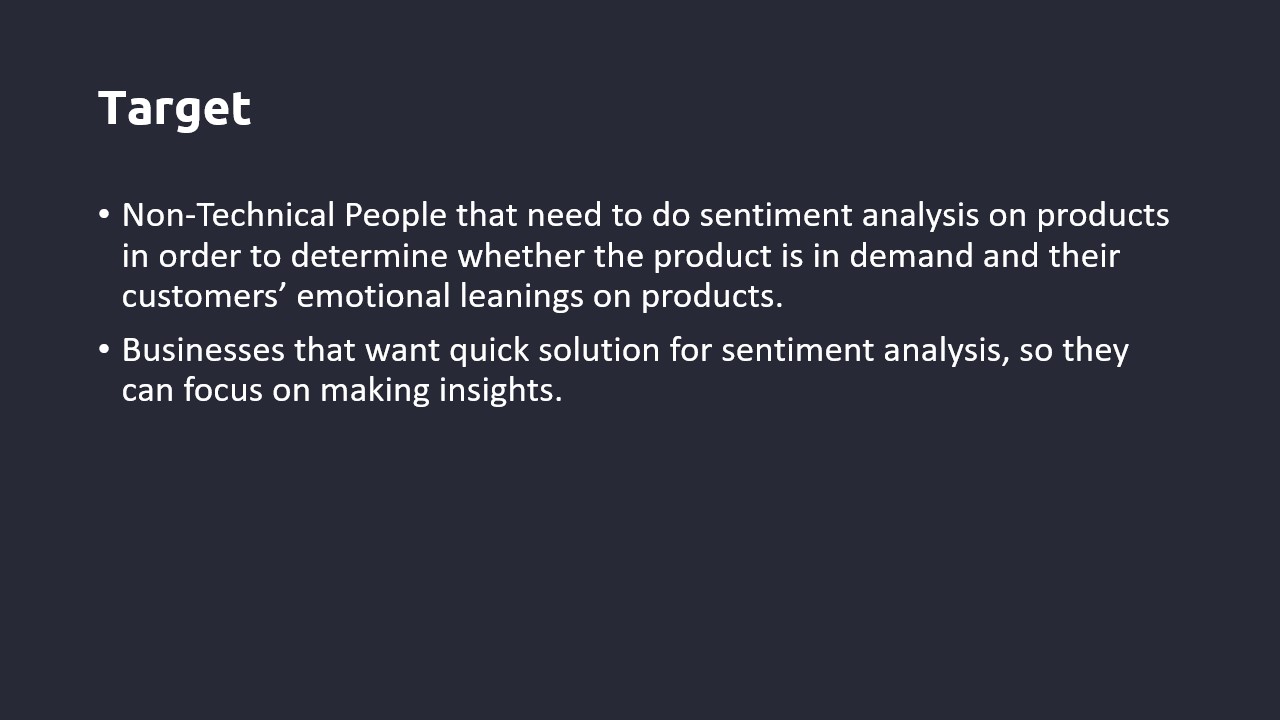 Target
• Non-Technical People that need to do sentiment analysis on products
in order to determine whether the product is in demand and their
customers’ emotional leanings on products.
• Businesses that want quick solution for sentiment analysis, so they
can focus on making insights.